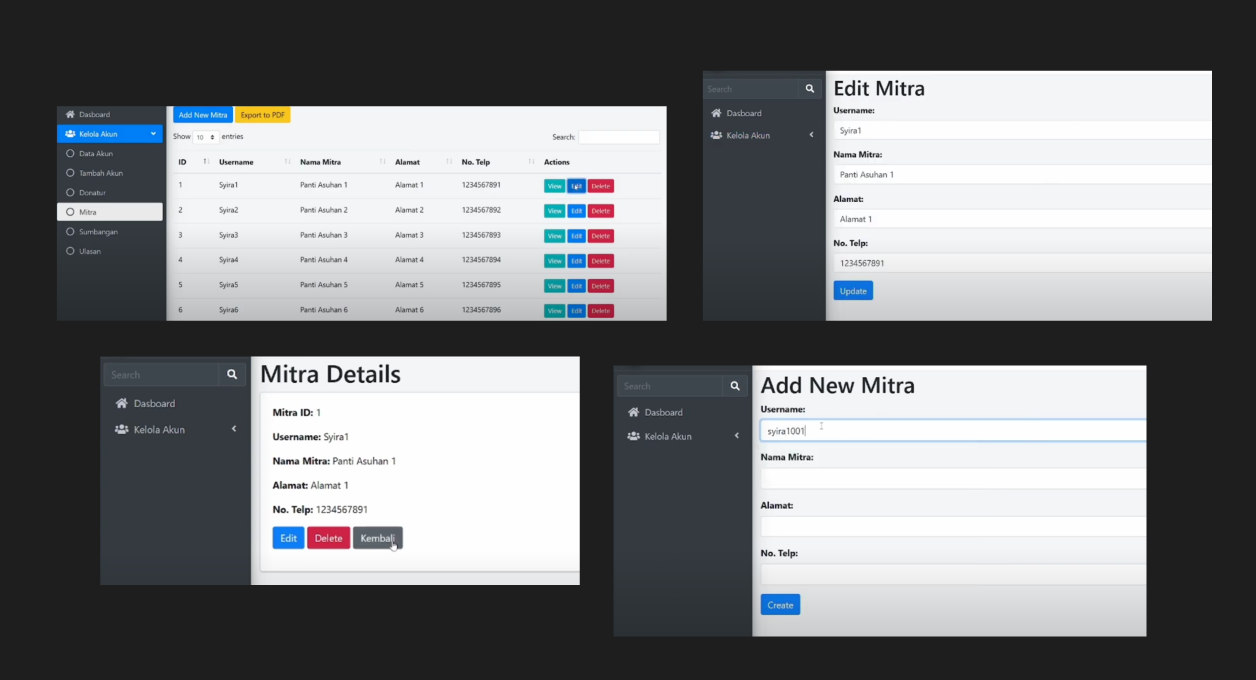 Dasboard
Kelola Akun
Data Akun
Tambah Akun
Donatur
Mitra
Sumbangan
Ulasan
Add New Mitra Export to PDF
Show 10 entries Search:
ID Username Nama Mitra Alamat No. Telp Actions
1 Syira1 Panti Asuhan 1 Alamat 1 1234567891 View Edit Delete
2 Syira2 Panti Asuhan 2 Alamat 2 1234567892 View Edit Delete
3 Syira3 Panti Asuhan 3 Alamat 3 1234567893 View Edit Delete
4 Syira4 Panti Asuhan 4 Alamat 4 1234567894 View Edit Delete
5 Syira5 Panti Asuhan 5 Alamat 5 1234567895 View Edit Delete
6 Syira6 Panti Asuhan 6 Alamat 6 1234567896 View Edit Delete
Search
Dasboard
Kelola Akun
Edit Mitra
Username:
Syira1
Nama Mitra:
Panti Asuhan 1
Alamat:
Alamat 1
No. Telp:
1234567891
Update
Search
Dasboard
Kelola Akun
Mitra Details
Mitra ID: 1
Username: Syira1
Nama Mitra: Panti Asuhan 1
Alamat: Alamat 1
No. Telp: 1234567891
Edit Delete Kembali
Search
Dasboard
Kelola Akun
Add New Mitra
Username:
syira1001
Nama Mitra:
Alamat:
No. Telp:
Create